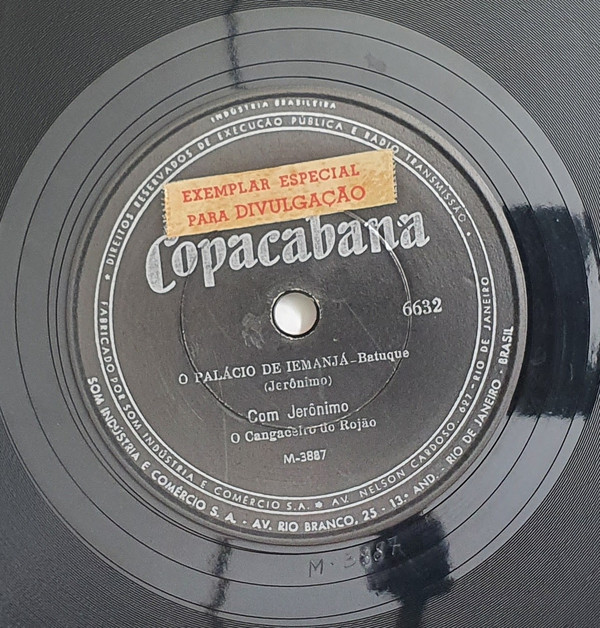 INDÚSTRIA BRASILEIRA
DIREITOS RESERVADOS DE EXECUÇÃO PÚBLICA E RADIO TRANSMISSÃO •
EXEMPLAR ESPECIAL
PARA DIVULGAÇÃO
Copacabana
6632
O PALÁCIO DE IEMANJÁ-Batuque
(Jerônimo)
Com Jerônimo
O Cangaceiro do Rojão
M-3887
FABRICADO POR SOM INDÚSTRIA E COMÉRCIO S.A. * AV. NELSON CARDOSO, 627 - RIO DE JANEIRO
SOM INDÚSTRIA E COMÉRCIO S. A. - AV. RIO BRANCO, 25 - 13.º AND. - RIO DE JANEIRO - BRASIL
M-3887